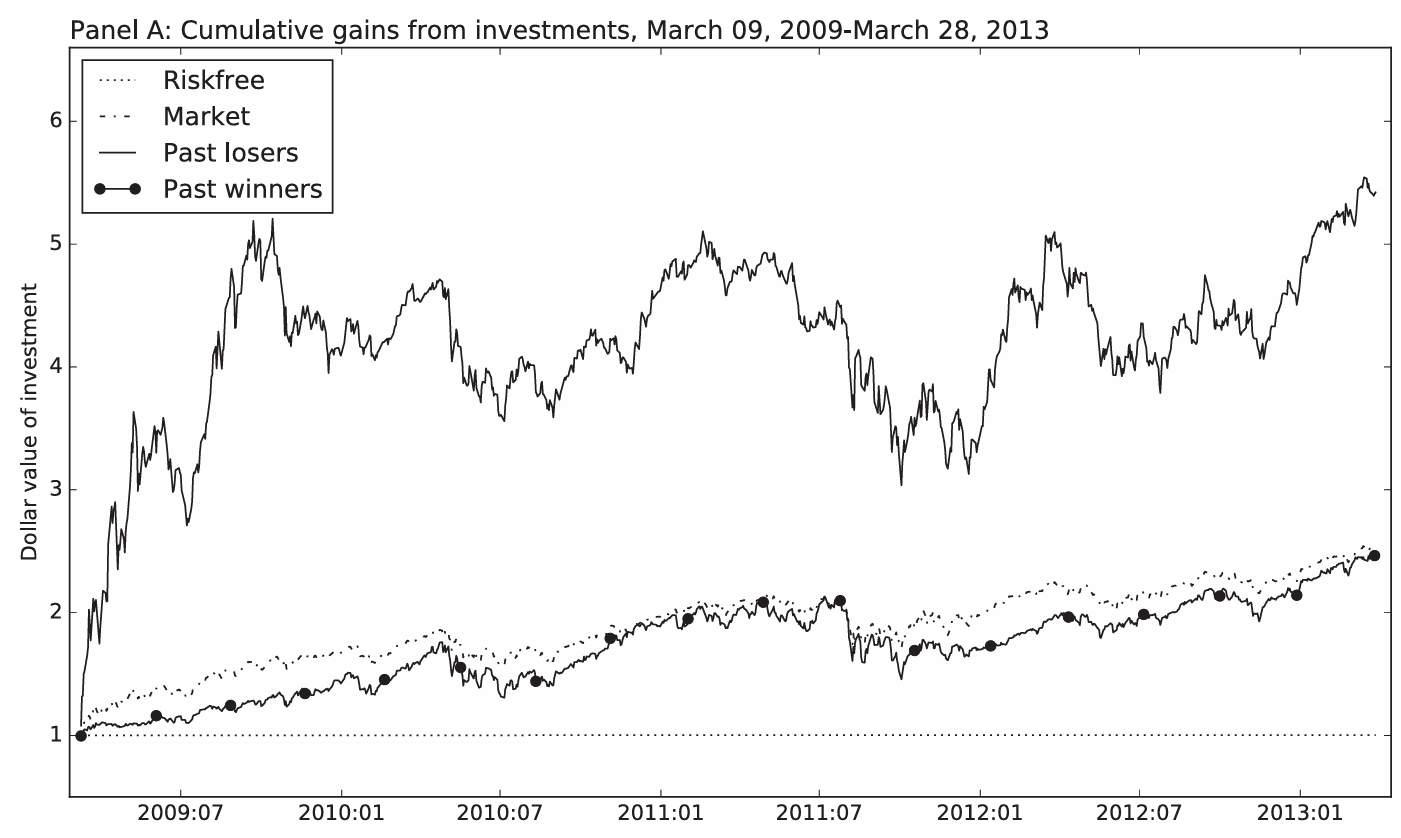 Panel A: Cumulative gains from investments, March 09, 2009-March 28, 2013
Riskfree
Market
Past losers
Past winners
Dollar value of investment
6
5
4
3
2
1
2009:07
2010:01
2010:07
2011:01
2011:07
2012:01
2012:07
2013:01